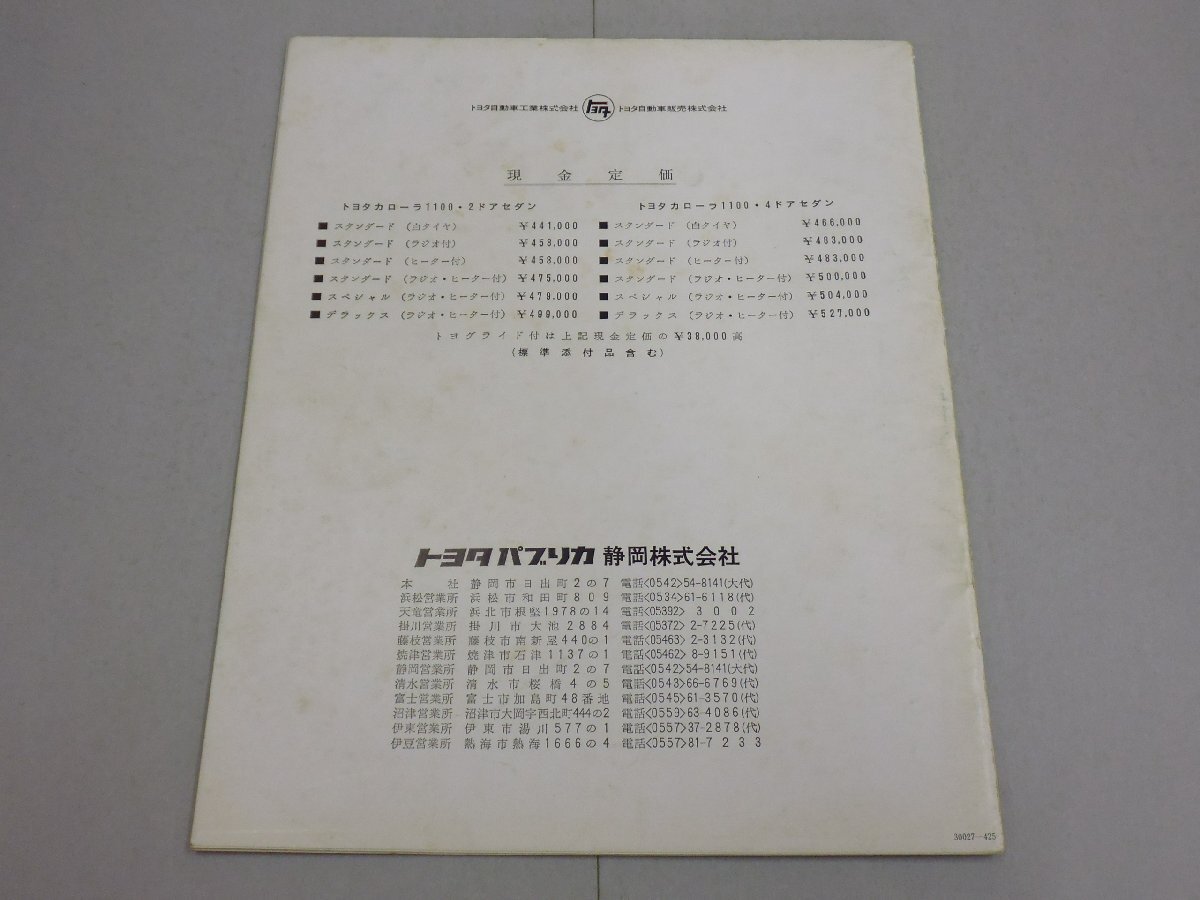 トヨタ自動車工業株式会社 トヨタ トヨタ自動車販売株式会社
現金定価
トヨタカローラ1100・2ドアセダン
■ スタンダード (白タイヤ) ¥441,000
■ スタンダード (ラジオ付) ¥458,000
■ スタンダード (ヒーター付) ¥458,000
■ スタンダード (ラジオ・ヒーター付) ¥475,000
■ スペシャル (ラジオ・ヒーター付) ¥479,000
■ デラックス (ラジオ・ヒーター付) ¥499,000
トヨタカローラ1100・4ドアセダン
■ スタンダード (白タイヤ) ¥466,000
■ スタンダード (ラジオ付) ¥483,000
■ スタンダード (ヒーター付) ¥483,000
■ スタンダード (ラジオ・ヒーター付) ¥500,000
■ スペシャル (ラジオ・ヒーター付) ¥504,000
■ デラックス (ラジオ・ヒーター付) ¥527,000
トヨグライド付は上記現金定価の¥38,000高
(標準添付品含む)
トヨタ パブリカ 静岡株式会社
本社 静岡市日出町2の7 電話<0542>54-8141(大代)
浜松営業所 浜松市和田町809 電話<0534>61-6118(代)
天竜営業所 浜北市根堅1978の14 電話<05392>3002
掛川営業所 掛川市大池2884 電話<05372>2-7225(代)
藤枝営業所 藤枝市南新屋440の1 電話<05463>2-3132(代)
焼津営業所 焼津市石津1137の1 電話<05462>8-9151(代)
静岡営業所 静岡市日出町2の7 電話<0542>54-8141(大代)
清水営業所 清水市桜橋4の5 電話<0543>66-6769(代)
富士営業所 富士市加島町48番地 電話<0545>61-3570(代)
沼津営業所 沼津市大岡字西北町444の2 電話<0553>63-4086(代)
伊東営業所 伊東市湯川577の1 電話<0557>37-2878(代)
伊豆営業所 熱海市熱海1666の4 電話<0557>81-7233
30027-425